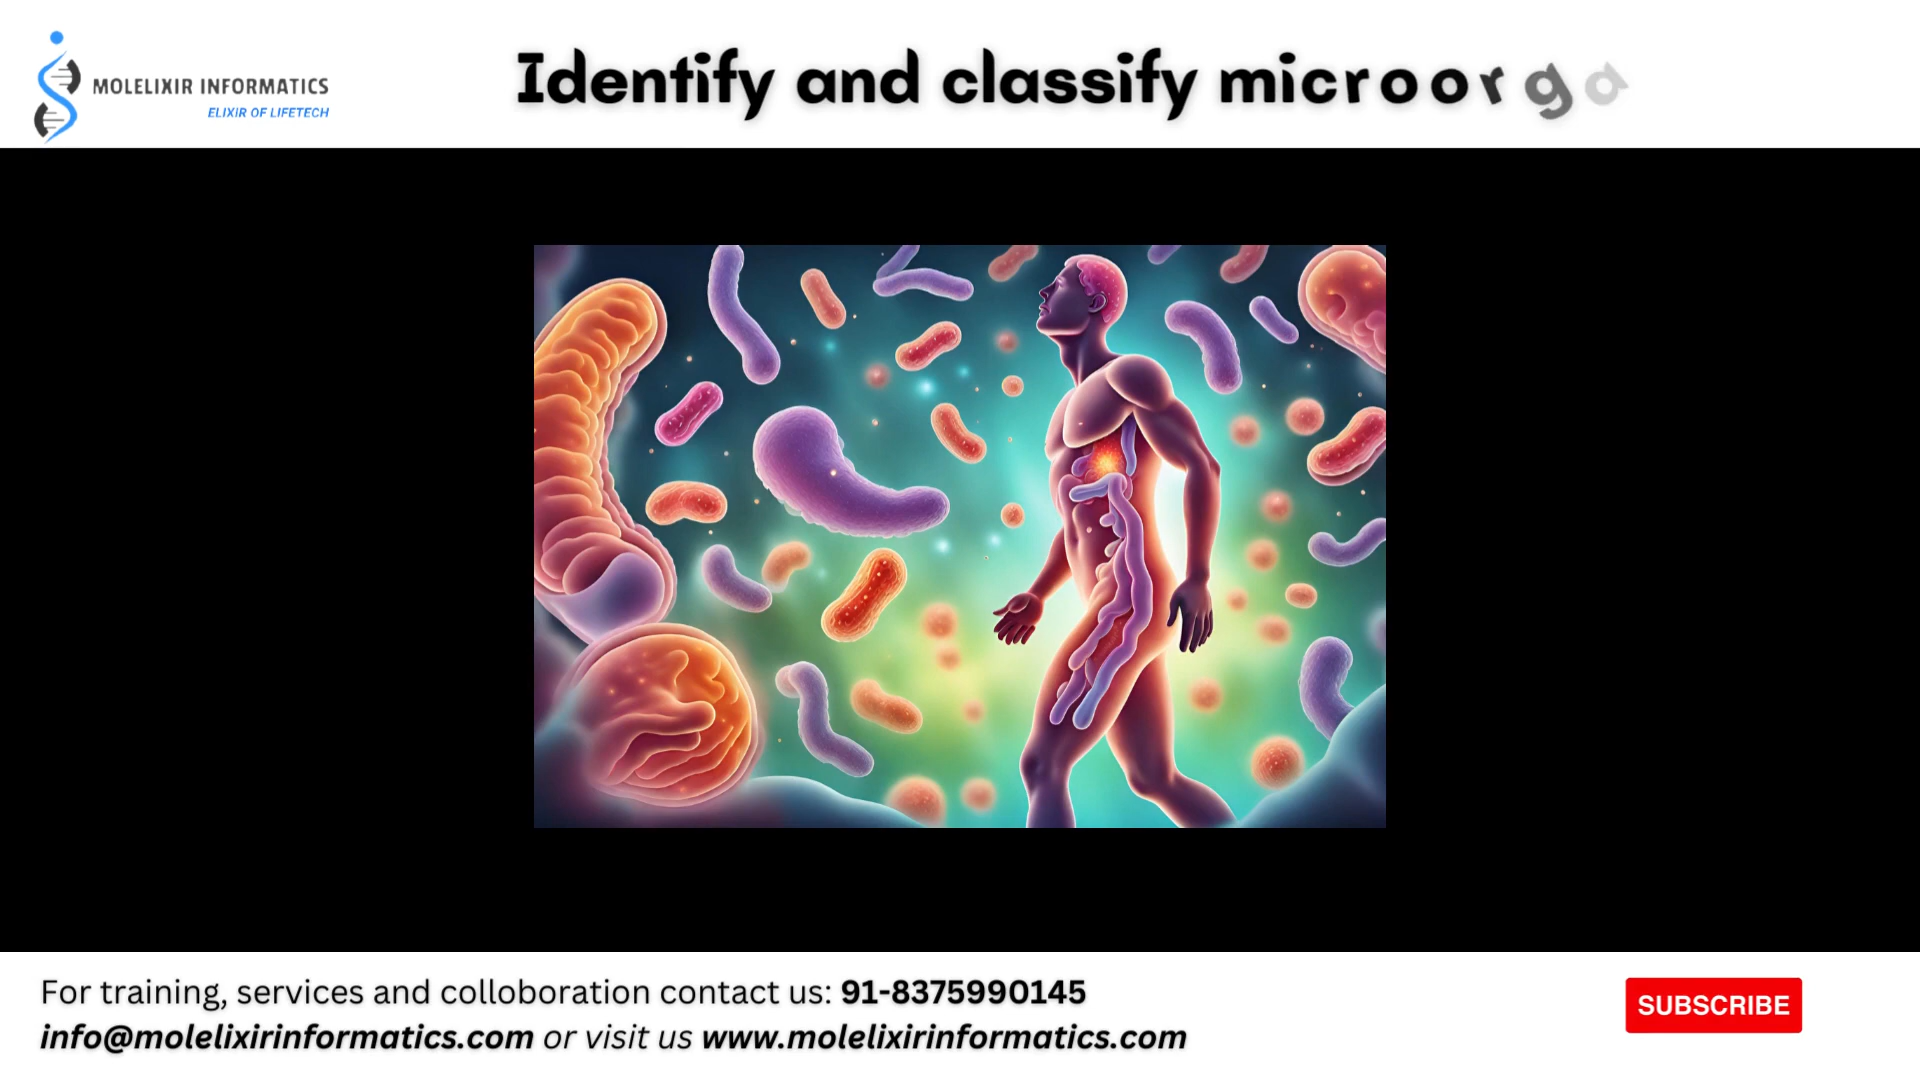 MOLELIXIR INFORMATICS
ELIXIR OF LIFETECH
Identify and classify microorga
For training, services and colloboration contact us: 91-8375990145
info@molelixirinformatics.com or visit us www.molelixirinformatics.com
SUBSCRIBE